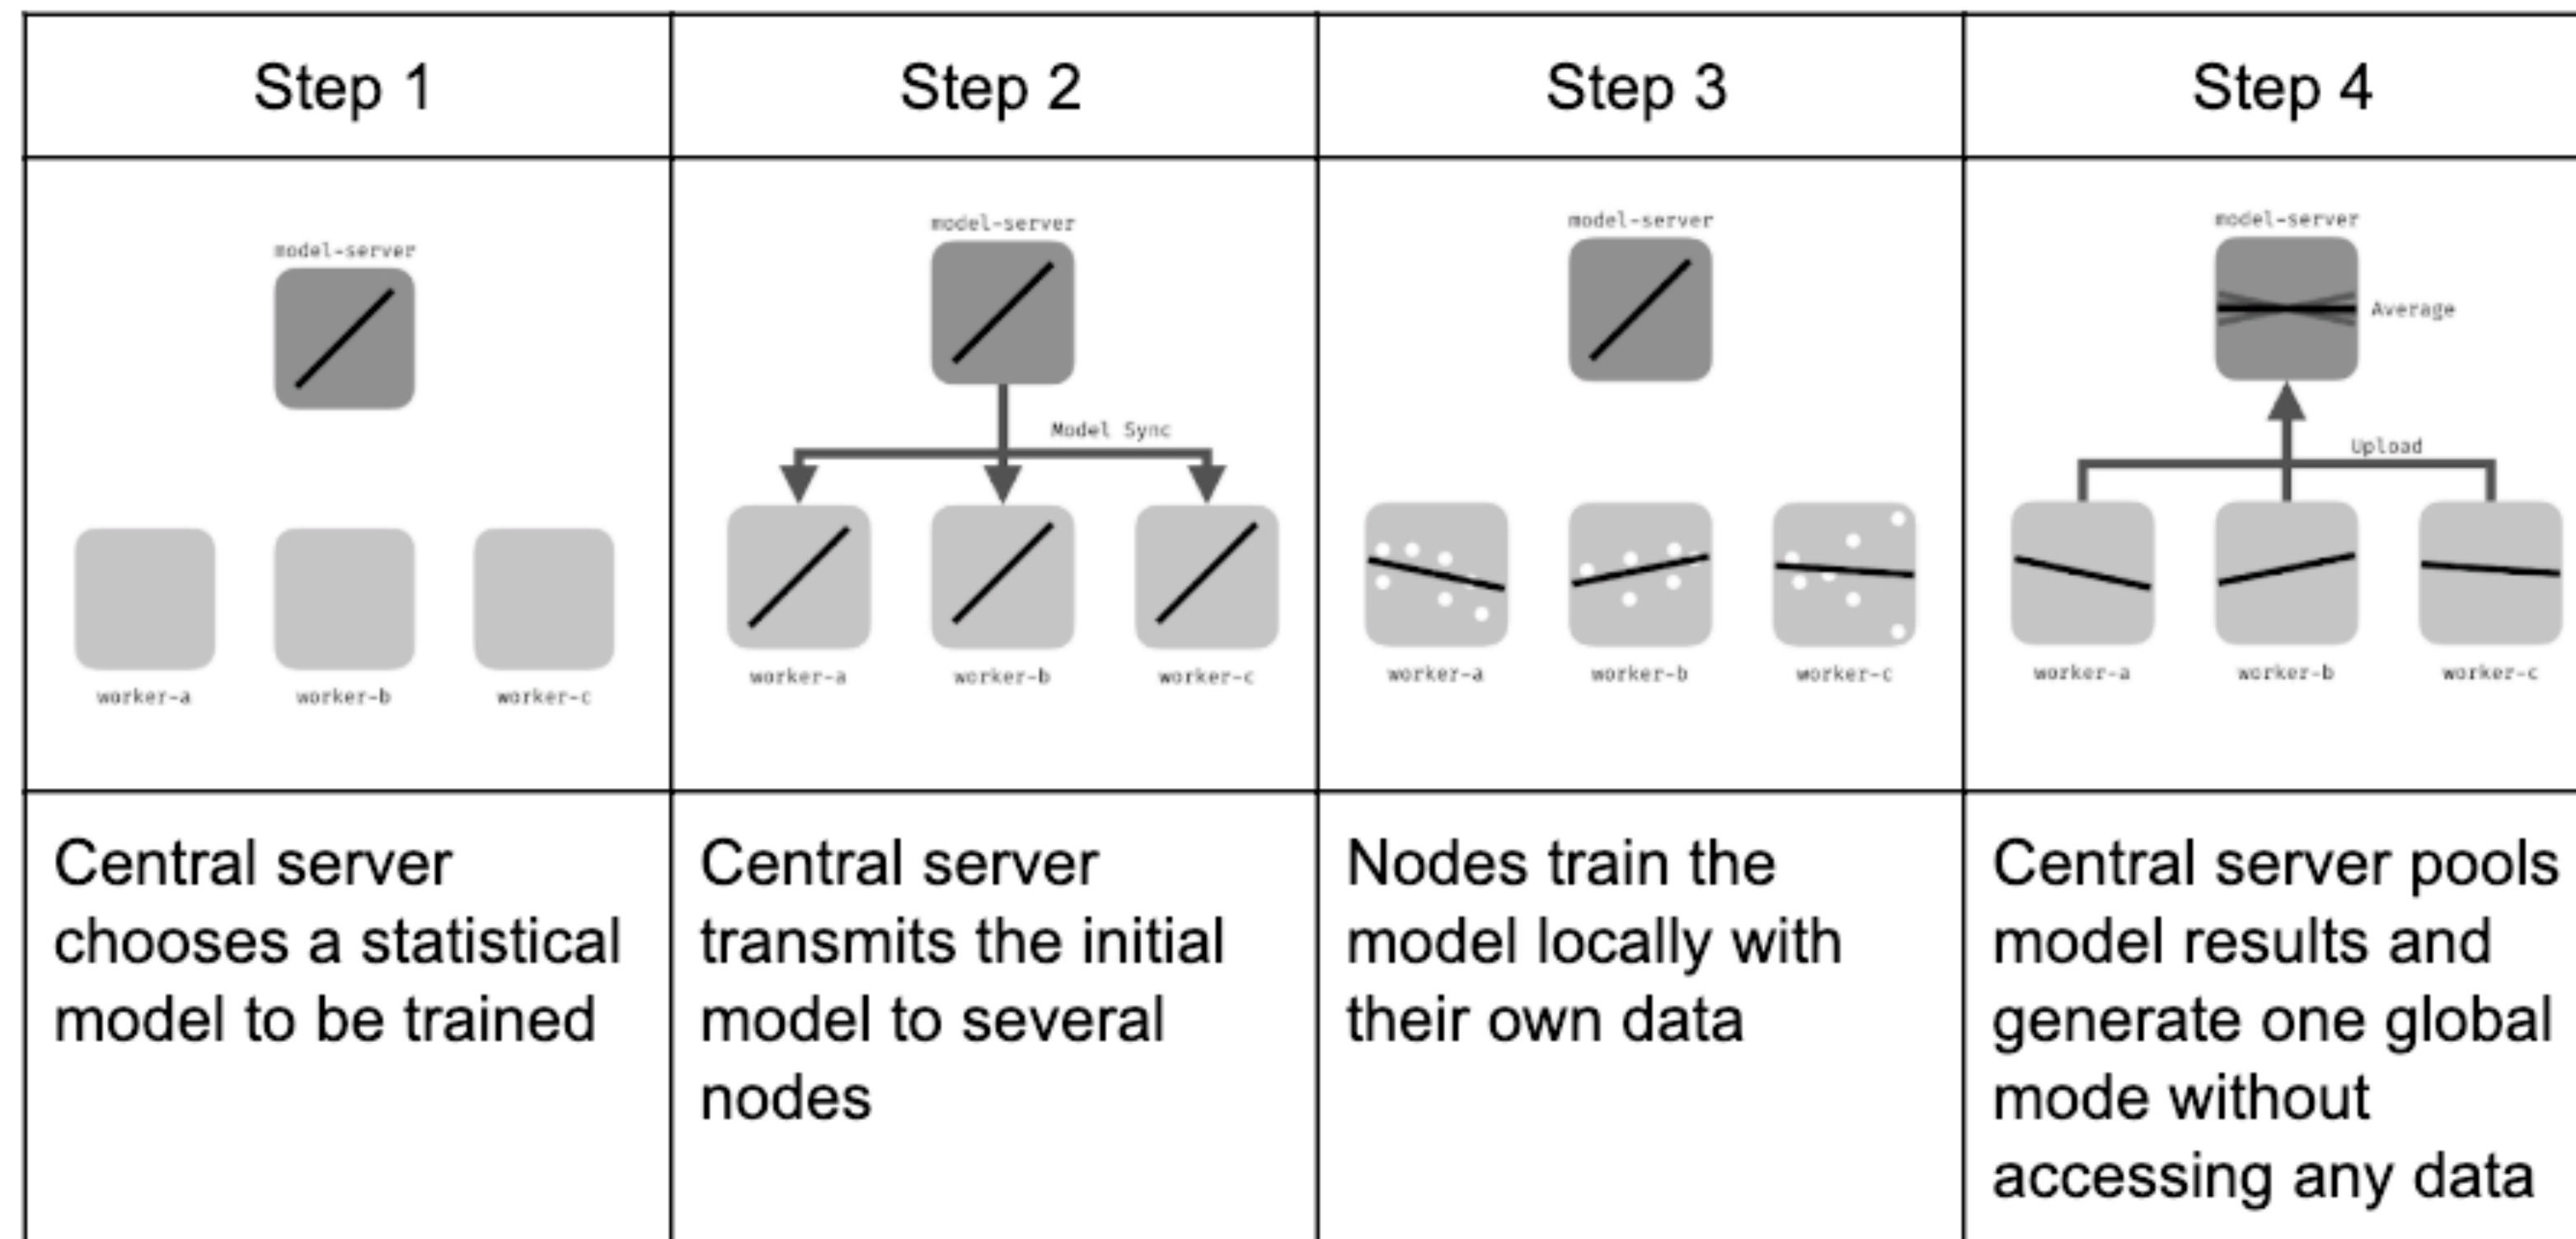 Step 1
Step 2
Step 3
Step 4
model-server
worker-a
worker-b
worker-c
model-server
Model Sync
worker-a
worker-b
worker-c
model-server
worker-a
worker-b
worker-c
model-server
Average
Upload
worker-a
worker-b
worker-c
Central server
chooses a statistical
model to be trained
Central server
transmits the initial
model to several
nodes
Nodes train the
model locally with
their own data
Central server pools
model results and
generate one global
mode without
accessing any data